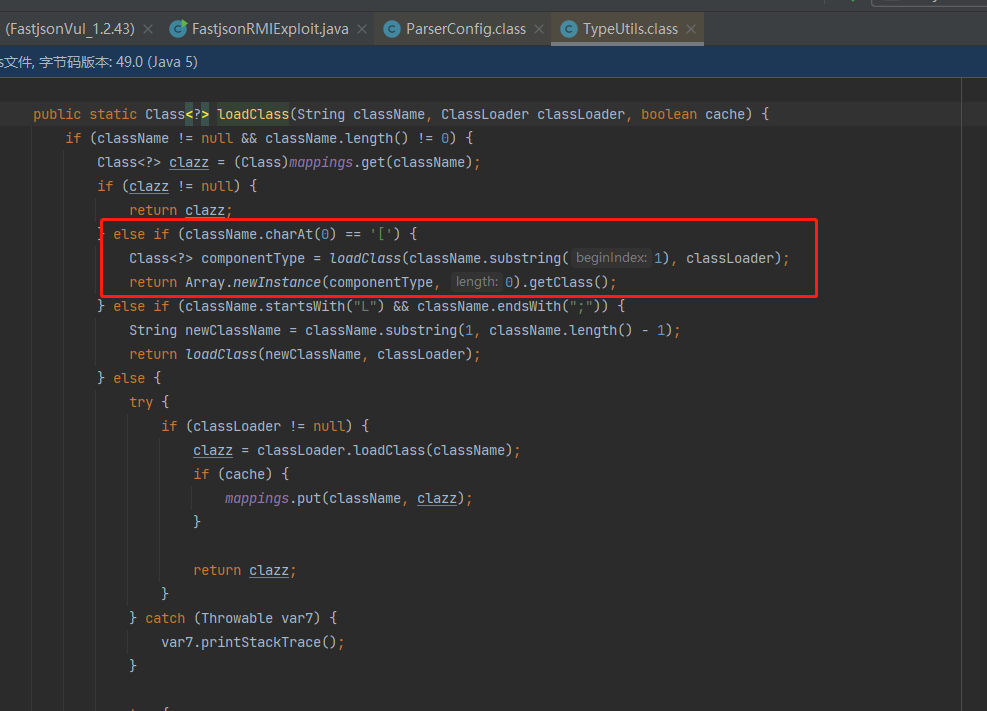 (FastjsonVul_1.2.43) × FastjsonRMIExploit.java × ParserConfig.class × TypeUtils.class ×
s文件, 字节码版本: 49.0 (Java 5)
public static Class<?> loadClass(String className, ClassLoader classLoader, boolean cache) {
if (className != null && className.length() != 0) {
Class<?> clazz = (Class)mappings.get(className);
if (clazz != null) {
return clazz;
} else if (className.charAt(0) == '[') {
Class<?> componentType = loadClass(className.substring( beginIndex: 1), classLoader);
return Array.newInstance(componentType, length: 0).getClass();
} else if (className.startsWith("L") && className.endsWith(";")) {
String newClassName = className.substring(1, className.length() - 1);
return loadClass(newClassName, classLoader);
} else {
try {
if (classLoader != null) {
clazz = classLoader.loadClass(className);
if (cache) {
mappings.put(className, clazz);
}
return clazz;
}
} catch (Throwable var7) {
var7.printStackTrace();
}